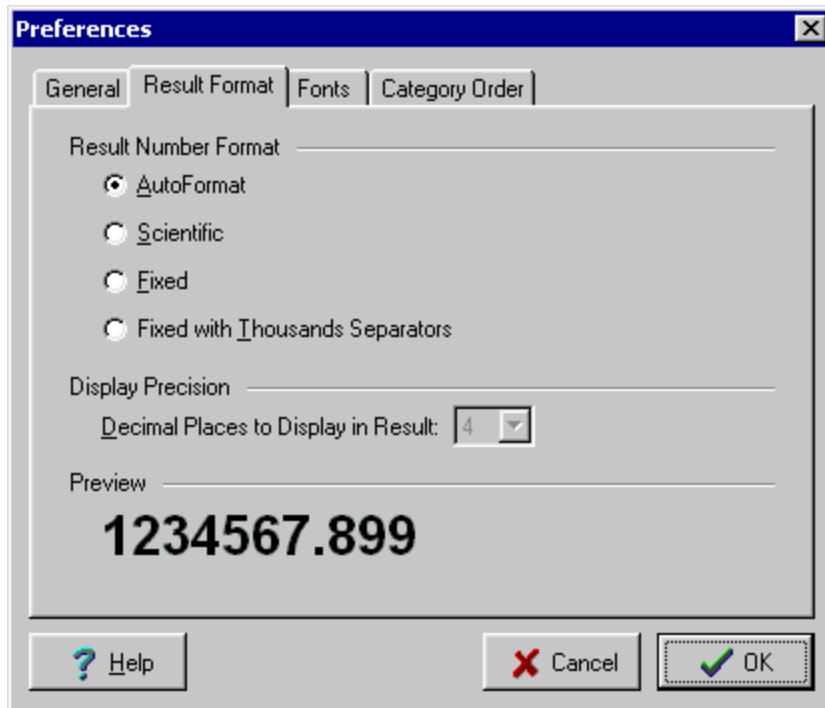 Preferences
General Result Format Fonts Category Order
Result Number Format
AutoFormat
Scientific
Fixed
Fixed with Thousands Separators
Display Precision
Decimal Places to Display in Result: 4
Preview
1234567.899
Help Cancel OK